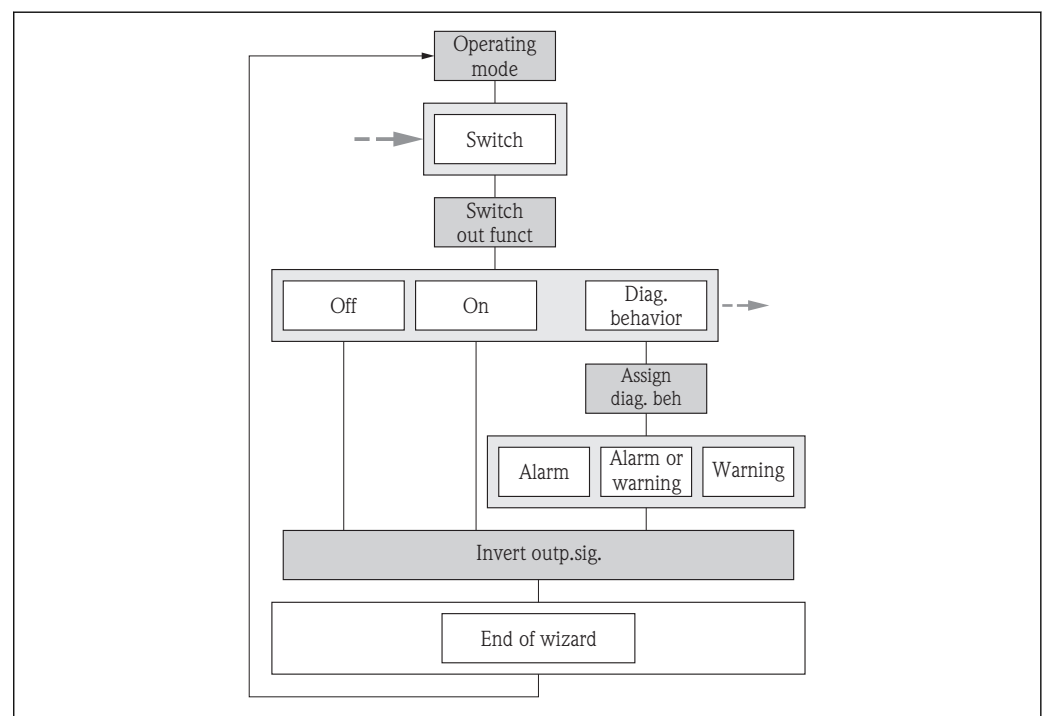 Operating
mode
Switch
Switch
out funct
Off
On
Diag.
behavior
Assign
diag. beh
Alarm
Alarm or
warning
Warning
Invert outp.sig.
End of wizard